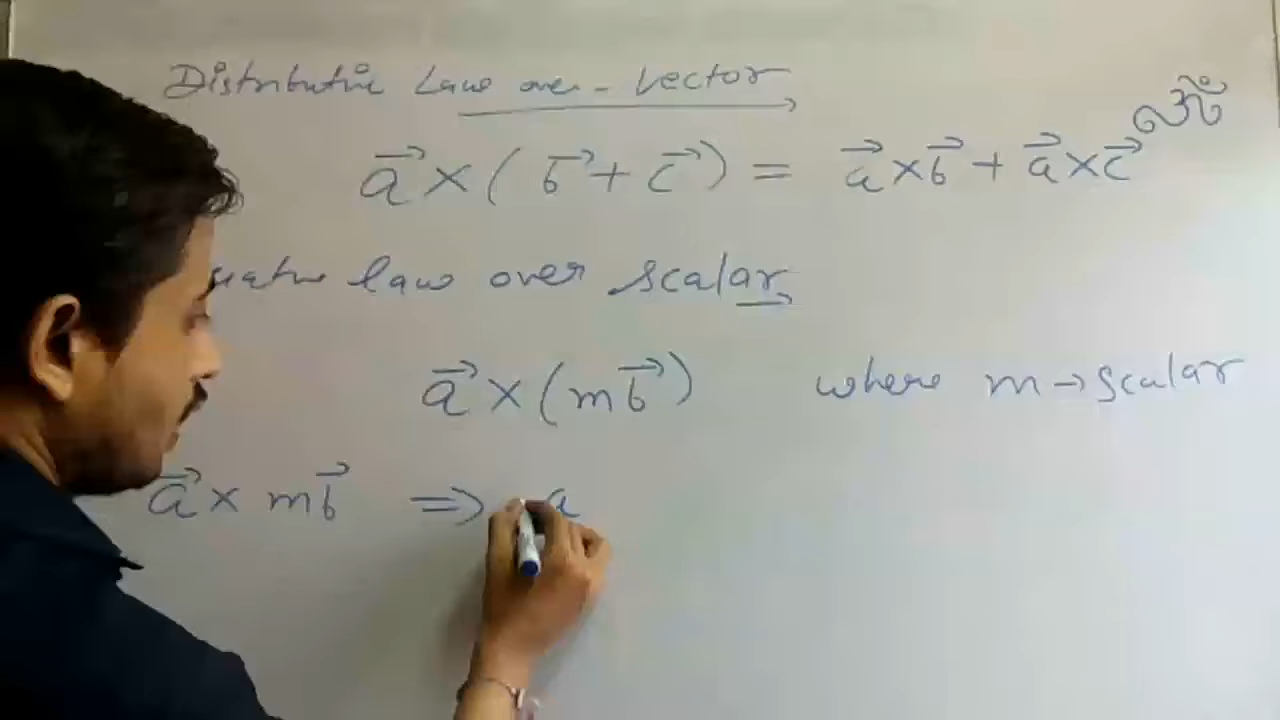 Distributive Law over - Vector
ॐ
a⃗ × ( b⃗ + c⃗ ) = a⃗ × b⃗ + a⃗ × c⃗
law over scalar
a⃗ × (m b⃗) where m → scalar
a⃗ × m b⃗ ⇒ a